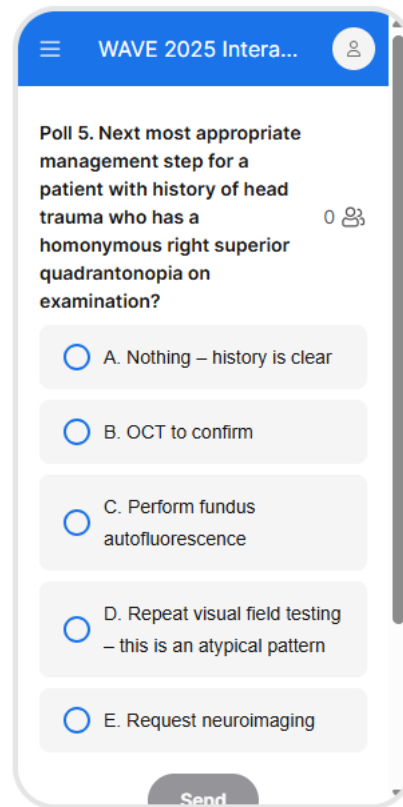 WAVE 2025 Intera...
Poll 5. Next most appropriate
management step for a
patient with history of head
trauma who has a
homonymous right superior
quadrantonopia on
examination?
0
A. Nothing – history is clear
B. OCT to confirm
C. Perform fundus
autofluorescence
D. Repeat visual field testing
– this is an atypical pattern
E. Request neuroimaging
Send